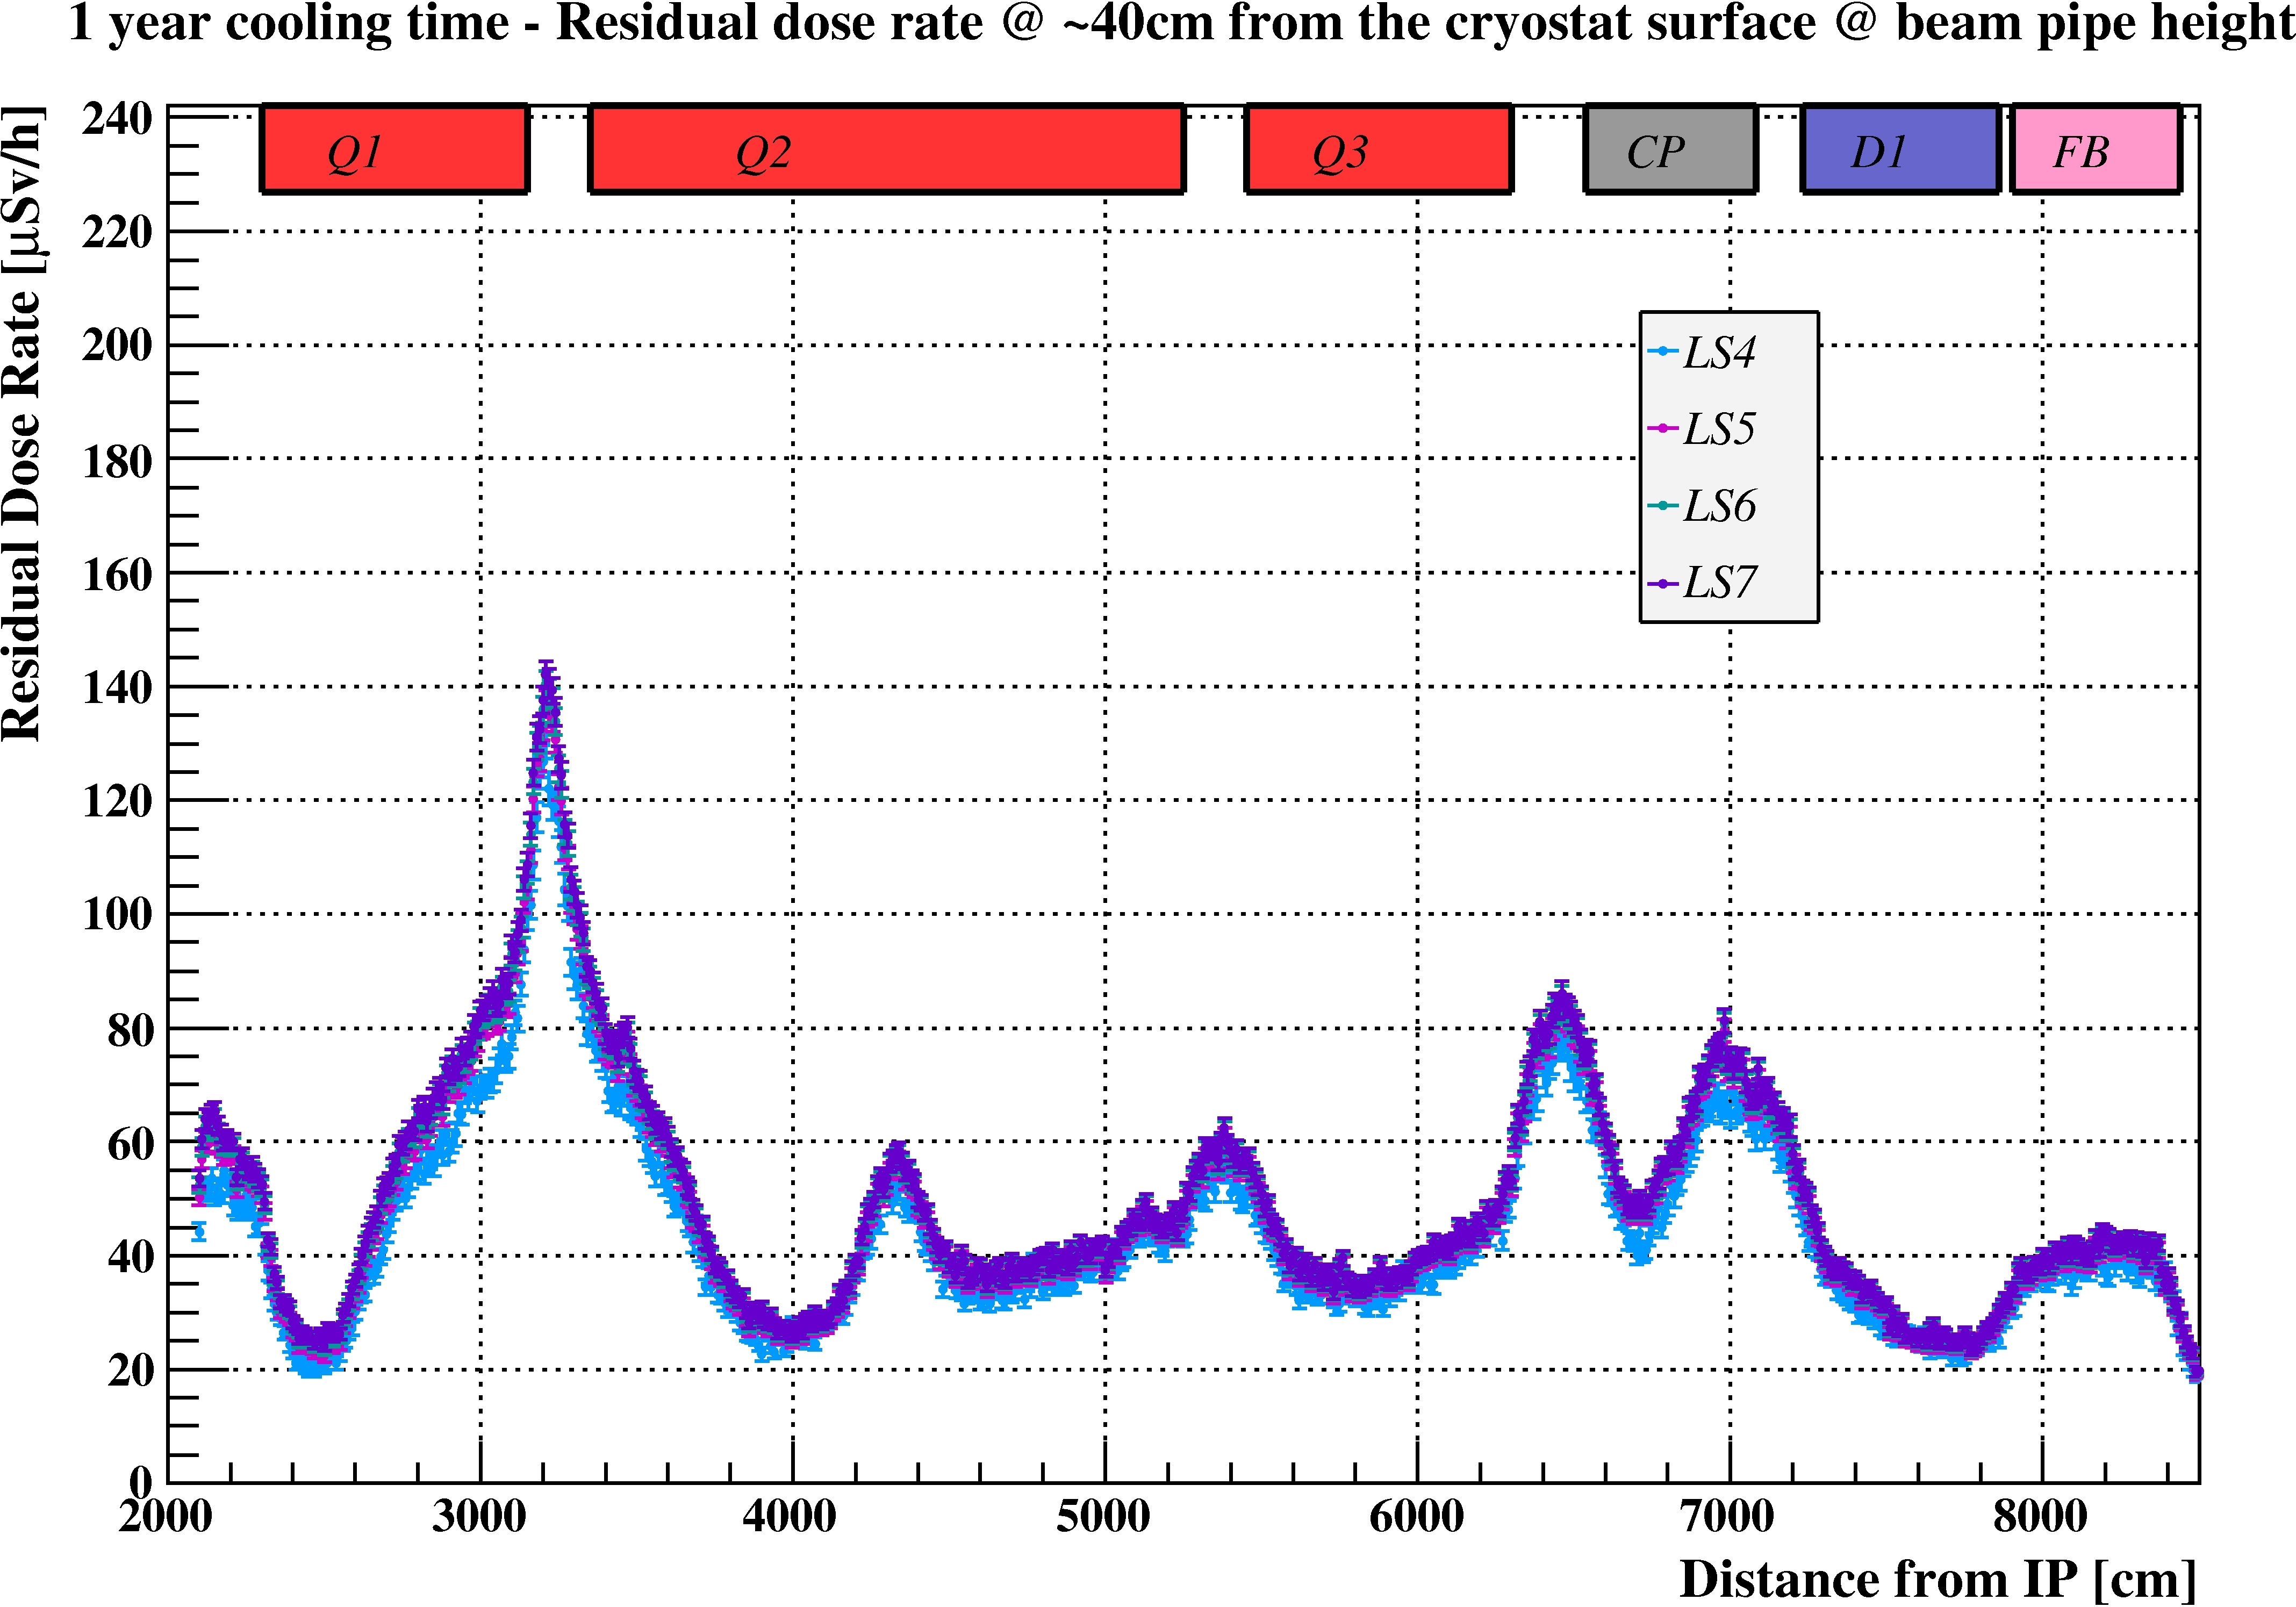 1 year cooling time - Residual dose rate @ ~40cm from the cryostat surface @ beam pipe height
Residual Dose Rate [μSv/h]
Q1 Q2 Q3 CP D1 FB
240
220
200
180
160
140
120
100
80
60
40
20
0
LS4
LS5
LS6
LS7
2000 3000 4000 5000 6000 7000 8000
Distance from IP [cm]